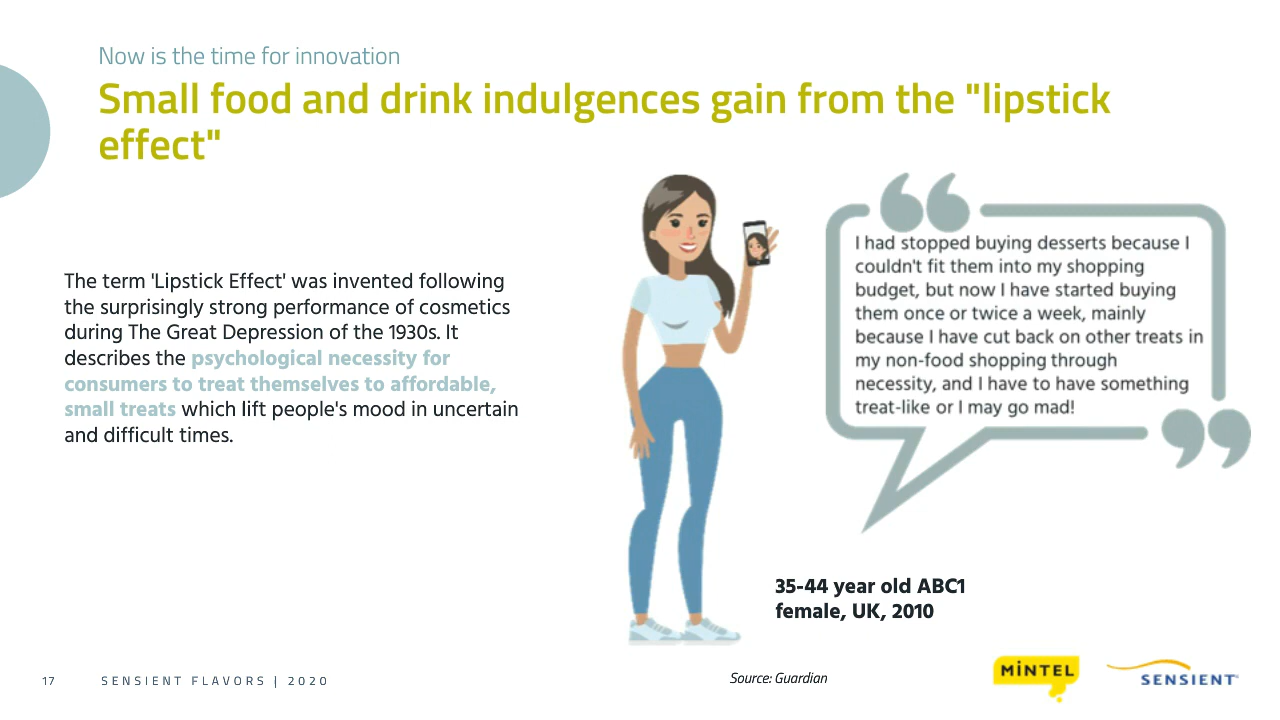 Now is the time for innovation
Small food and drink indulgences gain from the "lipstick
effect"
The term 'Lipstick Effect' was invented following
the surprisingly strong performance of cosmetics
during The Great Depression of the 1930s. It
describes the psychological necessity for
consumers to treat themselves to affordable,
small treats which lift people's mood in uncertain
and difficult times.
I had stopped buying desserts because I
couldn't fit them into my shopping
budget, but now I have started buying
them once or twice a week, mainly
because I have cut back on other treats in
my non-food shopping through
necessity, and I have to have something
treat-like or I may go mad!
35-44 year old ABC1
female, UK, 2010
17 SENSIENT FLAVORS | 2020
Source: Guardian
MiNTEL
SENSIENT